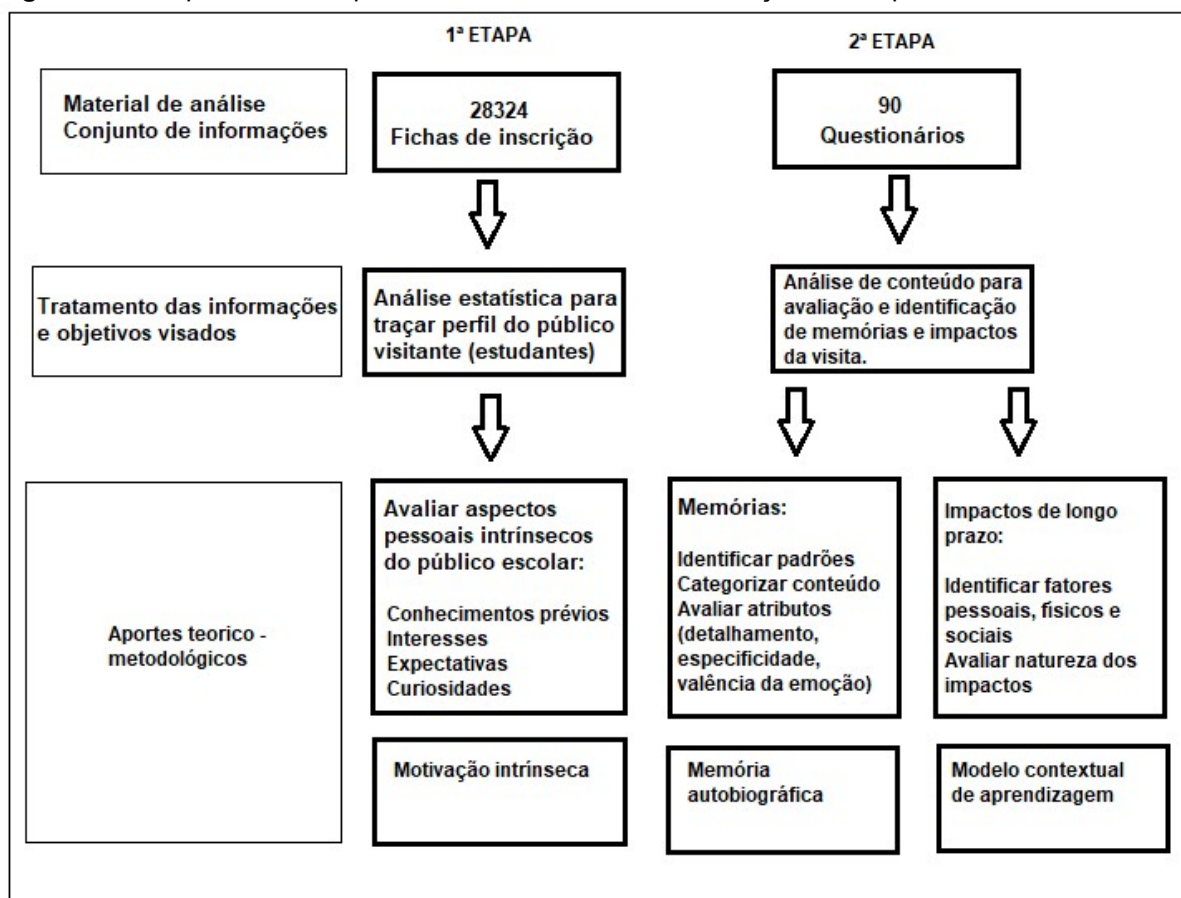 1ª ETAPA
2ª ETAPA
Material de análise
Conjunto de informações
28324
Fichas de inscrição
90
Questionários
Tratamento das informações
e objetivos visados
Análise estatística para
traçar perfil do público
visitante (estudantes)
Análise de conteúdo para
avaliação e identificação
de memórias e impactos
da visita.
Aportes teorico -
metodológicos
Avaliar aspectos
pessoais intrínsecos
do público escolar:
Conhecimentos prévios
Interesses
Expectativas
Curiosidades
Memórias:
Identificar padrões
Categorizar conteúdo
Avaliar atributos
(detalhamento,
especificidade,
valência da emoção)
Impactos de longo
prazo:
Identificar fatores
pessoais, físicos e
sociais
Avaliar natureza dos
impactos
Motivação intrínseca
Memória
autobiográfica
Modelo contextual
de aprendizagem